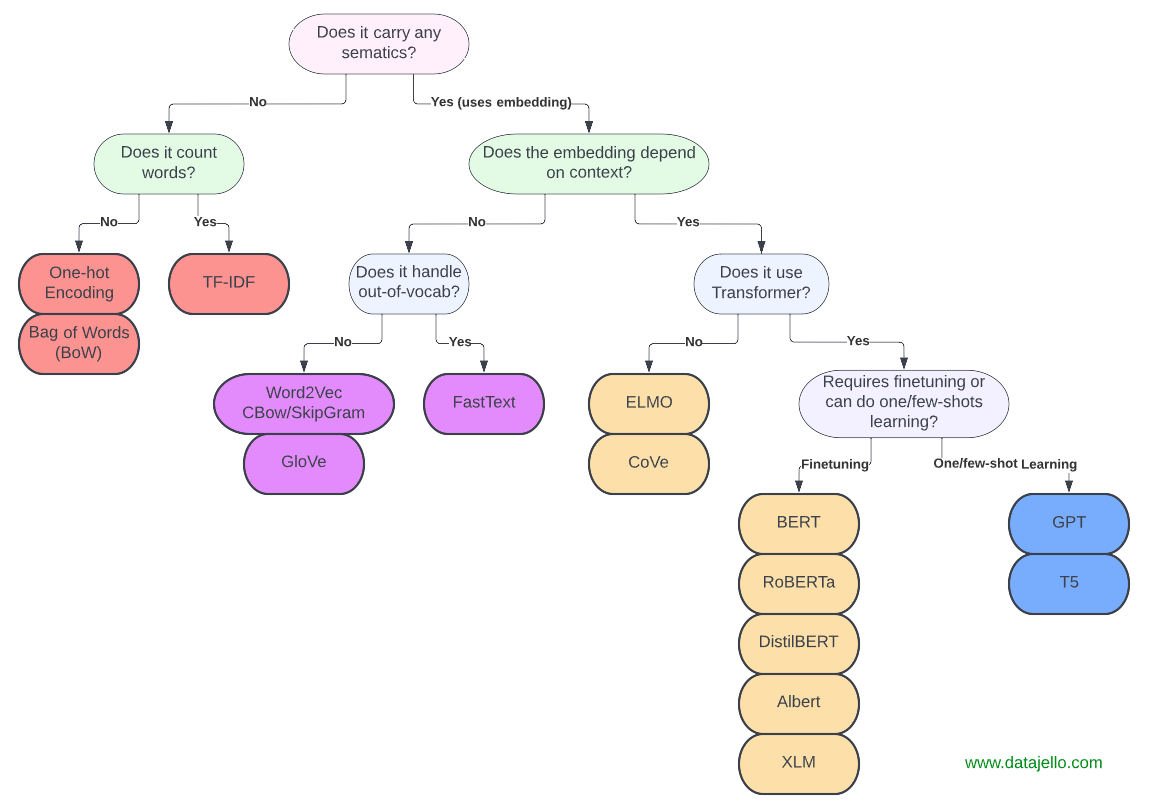 Does it carry any
sematics?
No
Yes (uses embedding)
Does it count
words?
Does the embedding depend
on context?
No
Yes
No
Yes
One-hot
Encoding
TF-IDF
Does it handle
out-of-vocab?
Does it use
Transformer?
Bag of Words
(BoW)
No
Yes
No
Yes
Word2Vec
CBow/SkipGram
FastText
ELMO
Requires finetuning or
can do one/few-shots
learning?
GloVe
CoVe
Finetuning
One/few-shot Learning
BERT
GPT
RoBERTa
T5
DistilBERT
Albert
XLM
www.datajello.com